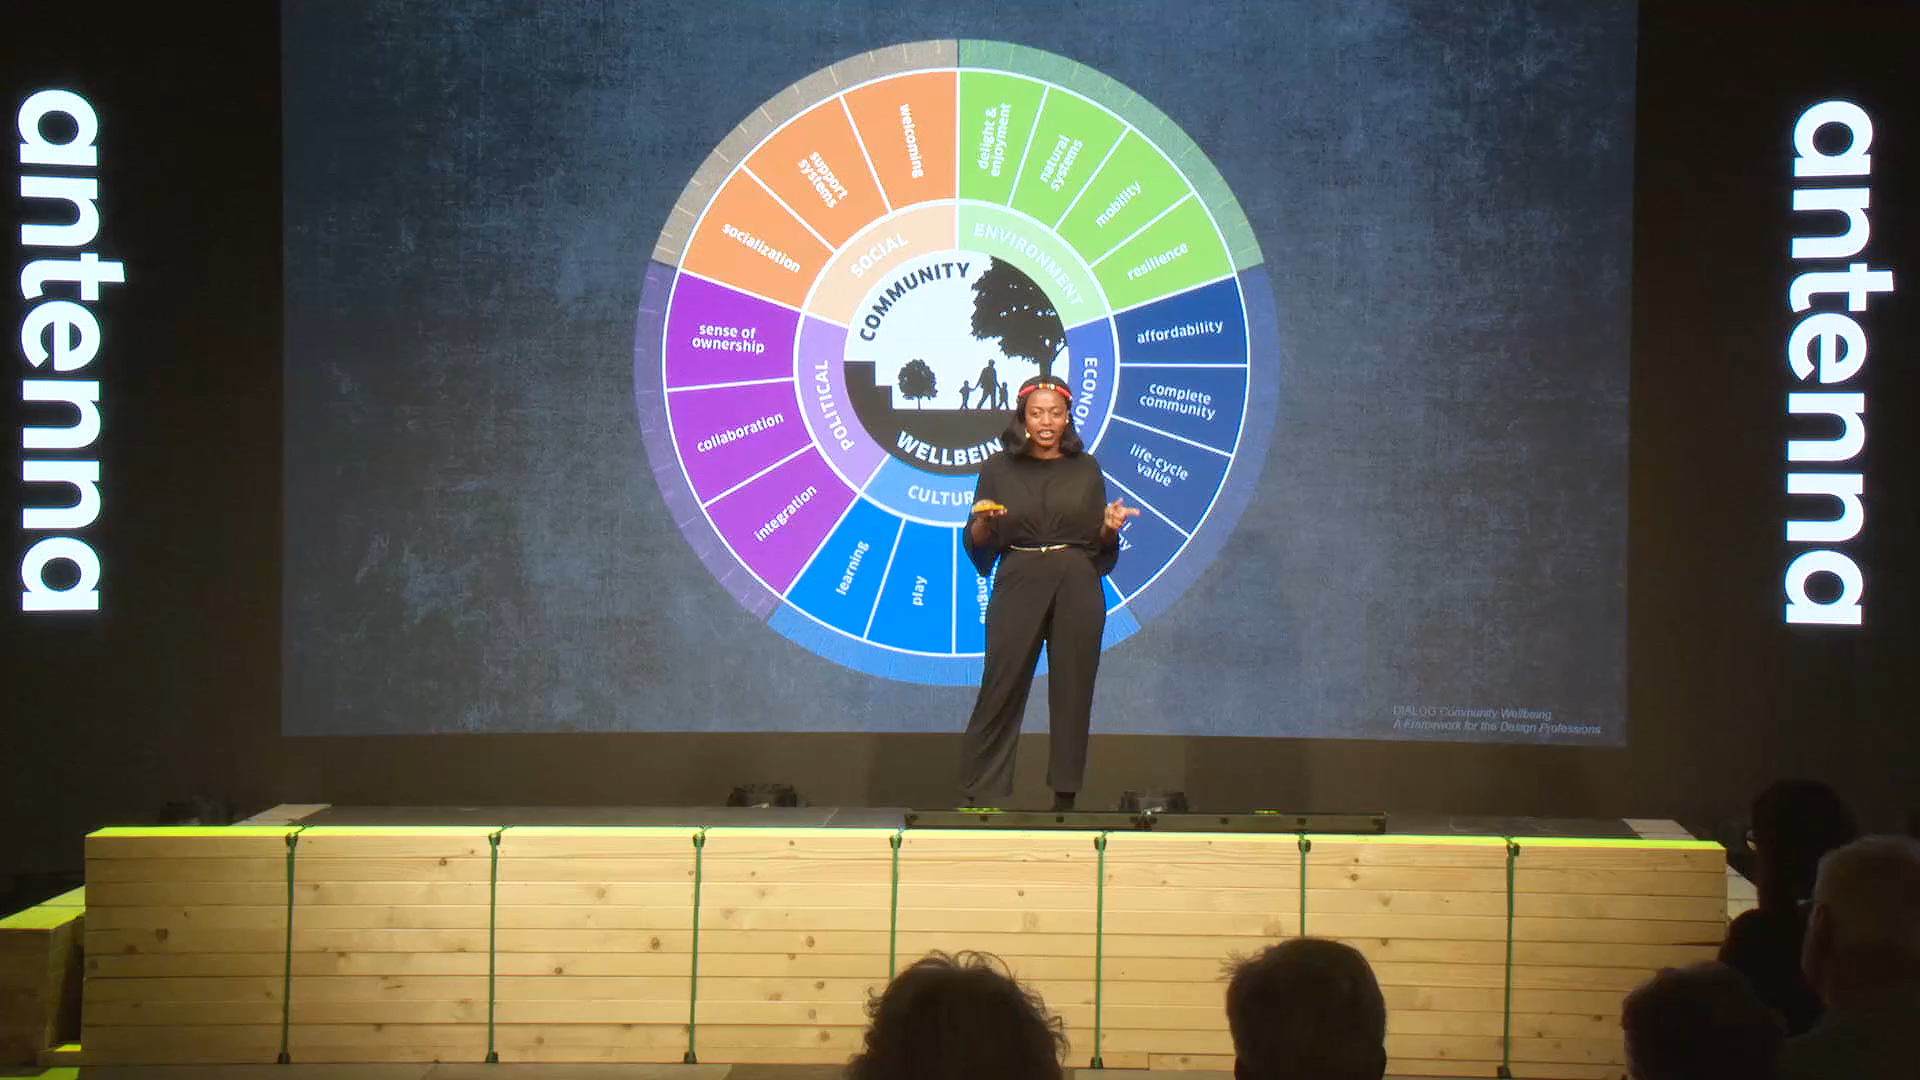 antenna
antenna
welcoming
support
systems
socialization
SOCIAL
delight &
enjoyment
natural
systems
mobility
resilience
ENVIRONMENT
affordability
complete
community
life-cycle
value
ECONOM
sense of
ownership
collaboration
integration
POLITICAL
learning
play
CULTUR
COMMUNITY
WELLBEIN
DIALOG Community Wellbeing
A Framework for the Design Professions